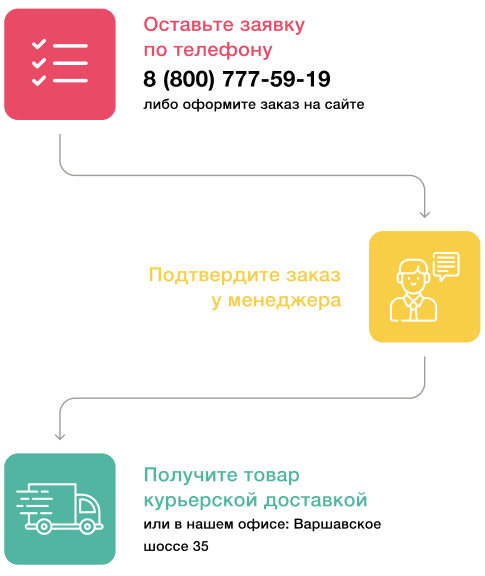 Оставьте заявку
по телефону
8 (800) 777-59-19
либо оформите заказ на сайте
Подтвердите заказ
у менеджера
Получите товар
курьерской доставкой
или в нашем офисе: Варшавское
шоссе 35